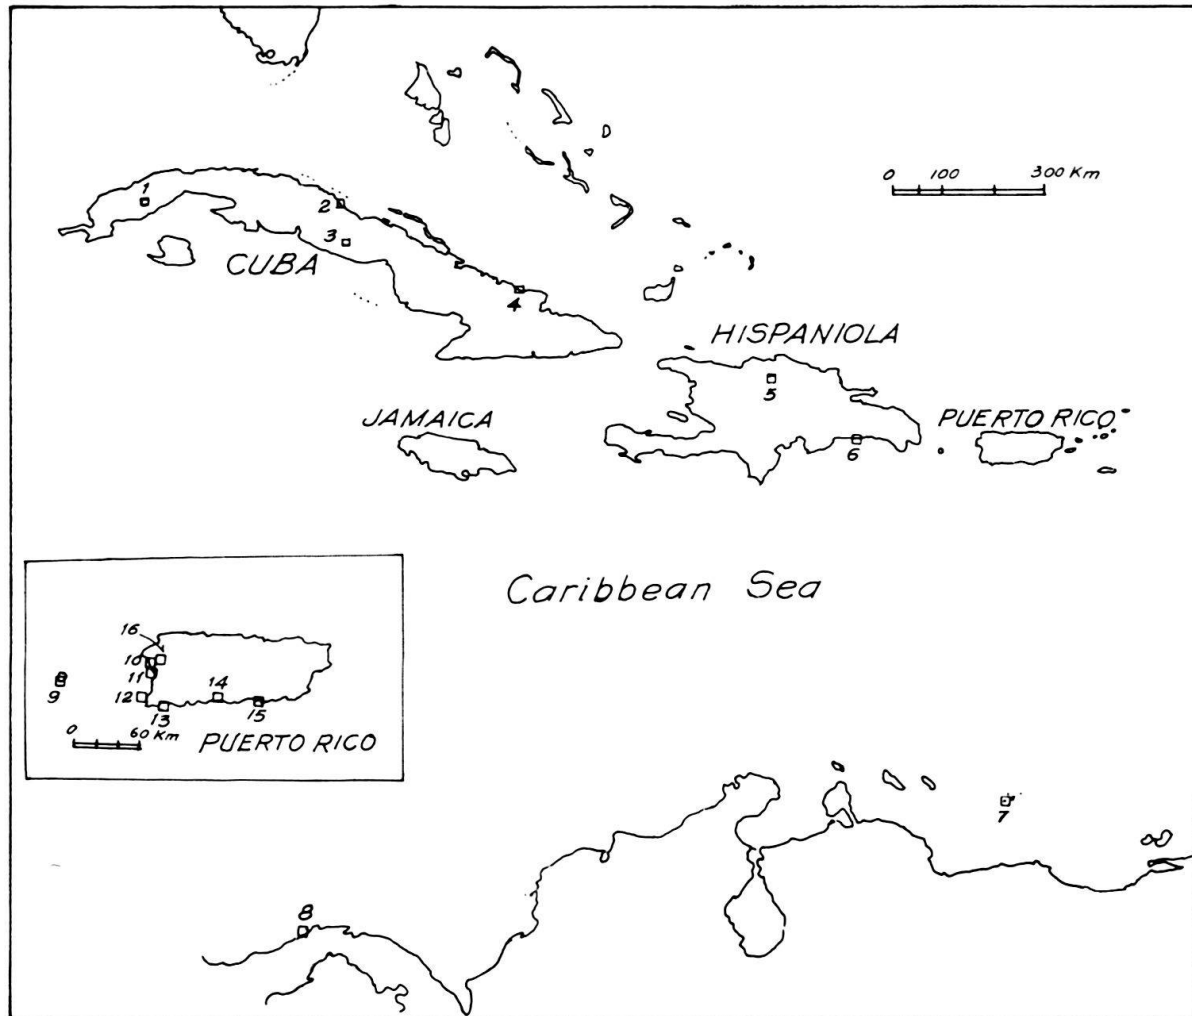 0 100 300 Km
1
2
3
CUBA
4
HISPANIOLA
5
JAMAICA
PUERTO RICO
6
Caribbean Sea
16
10
11
9
12
14
13
15
0 60 Km
PUERTO RICO
7
8